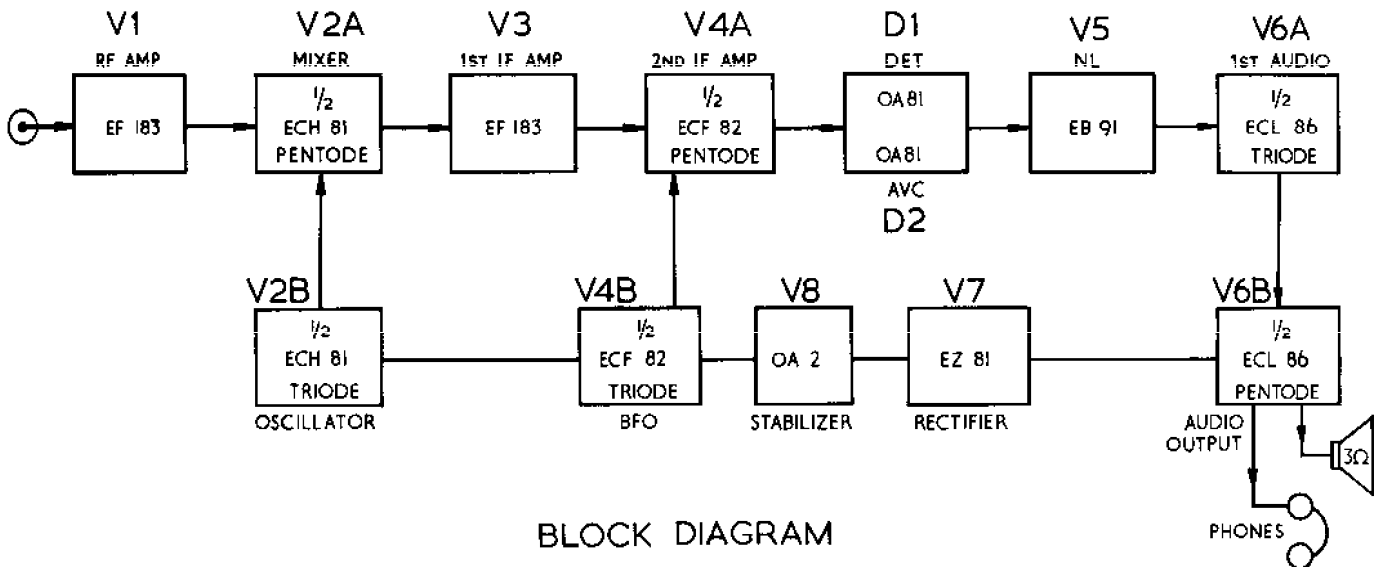 V1
RF AMP
EF 183
V2A
MIXER
1/2
ECH 81
PENTODE
V3
1ST IF AMP
EF 183
V4A
2ND IF AMP
1/2
ECF 82
PENTODE
D1
DET
OA81
OA81
AVC
D2
V5
NL
EB 91
V6A
1ST AUDIO
1/2
ECL 86
TRIODE
V2B
1/2
ECH 81
TRIODE
OSCILLATOR
V4B
1/2
ECF 82
TRIODE
BFO
V8
OA 2
STABILIZER
V7
EZ 81
RECTIFIER
V6B
1/2
ECL 86
PENTODE
AUDIO
OUTPUT
3Ω
PHONES
BLOCK DIAGRAM